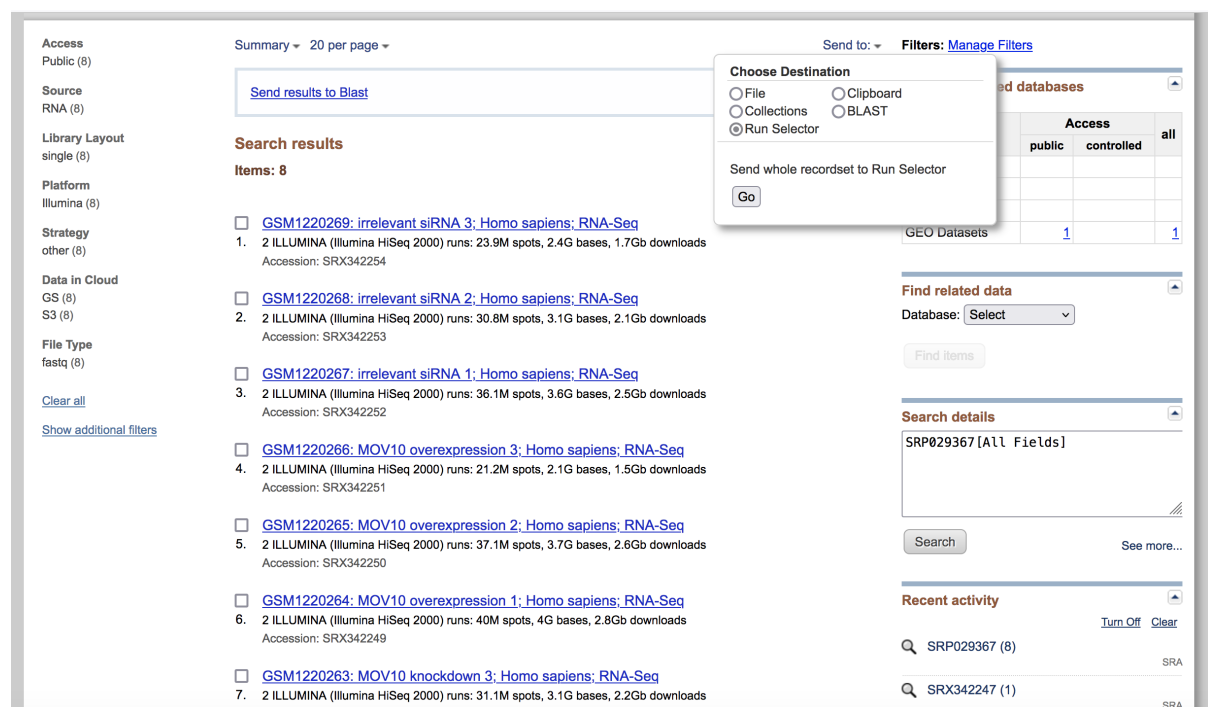 Access
Public (8)
Source
RNA (8)
Library Layout
single (8)
Platform
Illumina (8)
Strategy
other (8)
Data in Cloud
GS (8)
S3 (8)
File Type
fastq (8)
Clear all
Show additional filters
Summary 20 per page Send to:
Send results to Blast
Search results
Items: 8
GSM1220269: irrelevant siRNA 3; Homo sapiens; RNA-Seq
1. 2 ILLUMINA (Illumina HiSeq 2000) runs: 23.9M spots, 2.4G bases, 1.7Gb downloads
Accession: SRX342254
GSM1220268: irrelevant siRNA 2; Homo sapiens; RNA-Seq
2. 2 ILLUMINA (Illumina HiSeq 2000) runs: 30.8M spots, 3.1G bases, 2.1Gb downloads
Accession: SRX342253
GSM1220267: irrelevant siRNA 1; Homo sapiens; RNA-Seq
3. 2 ILLUMINA (Illumina HiSeq 2000) runs: 36.1M spots, 3.6G bases, 2.5Gb downloads
Accession: SRX342252
GSM1220266: MOV10 overexpression 3; Homo sapiens; RNA-Seq
4. 2 ILLUMINA (Illumina HiSeq 2000) runs: 21.2M spots, 2.1G bases, 1.5Gb downloads
Accession: SRX342251
GSM1220265: MOV10 overexpression 2; Homo sapiens; RNA-Seq
5. 2 ILLUMINA (Illumina HiSeq 2000) runs: 37.1M spots, 3.7G bases, 2.6Gb downloads
Accession: SRX342250
GSM1220264: MOV10 overexpression 1; Homo sapiens; RNA-Seq
6. 2 ILLUMINA (Illumina HiSeq 2000) runs: 40M spots, 4G bases, 2.8Gb downloads
Accession: SRX342249
GSM1220263: MOV10 knockdown 3; Homo sapiens; RNA-Seq
7. 2 ILLUMINA (Illumina HiSeq 2000) runs: 31.1M spots, 3.1G bases, 2.2Gb downloads
Choose Destination
File Clipboard
Collections BLAST
Run Selector
Send whole recordset to Run Selector
Go
Filters: Manage Filters
databases
Access all
public controlled
GEO Datasets 1 1
Find related data
Database: Select
Find items
Search details
SRP029367[All Fields]
Search See more...
Recent activity
Turn Off Clear
SRP029367 (8)
SRA
SRX342247 (1)
SRA